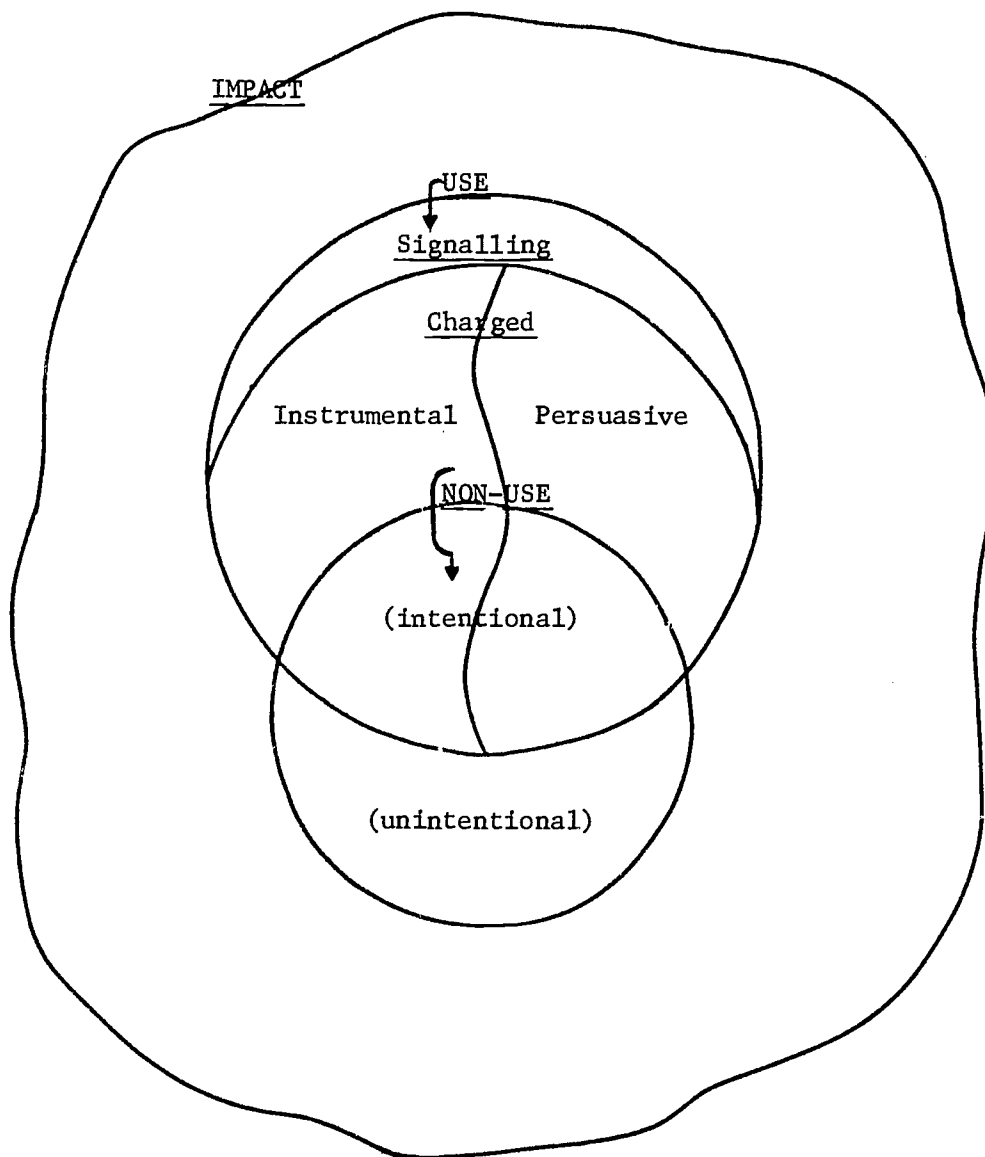 IMPACT
USE
Signalling
Charged
Instrumental Persuasive
NON-USE
(intentional)
(unintentional)